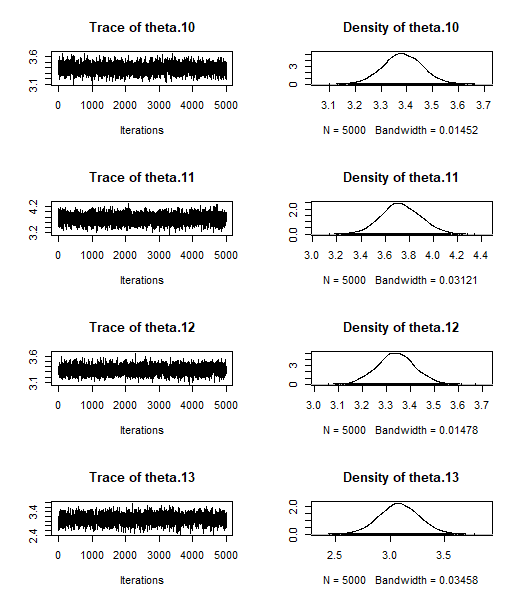 Trace of theta.10
3.1 3.6
0 1000 2000 3000 4000 5000
Iterations
Density of theta.10
0 3
3.1 3.2 3.3 3.4 3.5 3.6 3.7
N = 5000 Bandwidth = 0.01452
Trace of theta.11
3.2 4.2
0 1000 2000 3000 4000 5000
Iterations
Density of theta.11
0.0 2.0
3.0 3.2 3.4 3.6 3.8 4.0 4.2 4.4
N = 5000 Bandwidth = 0.03121
Trace of theta.12
3.1 3.6
0 1000 2000 3000 4000 5000
Iterations
Density of theta.12
0 3
3.0 3.1 3.2 3.3 3.4 3.5 3.6 3.7
N = 5000 Bandwidth = 0.01478
Trace of theta.13
2.4 3.4
0 1000 2000 3000 4000 5000
Iterations
Density of theta.13
0.0 2.0
2.5 3.0 3.5
N = 5000 Bandwidth = 0.03458